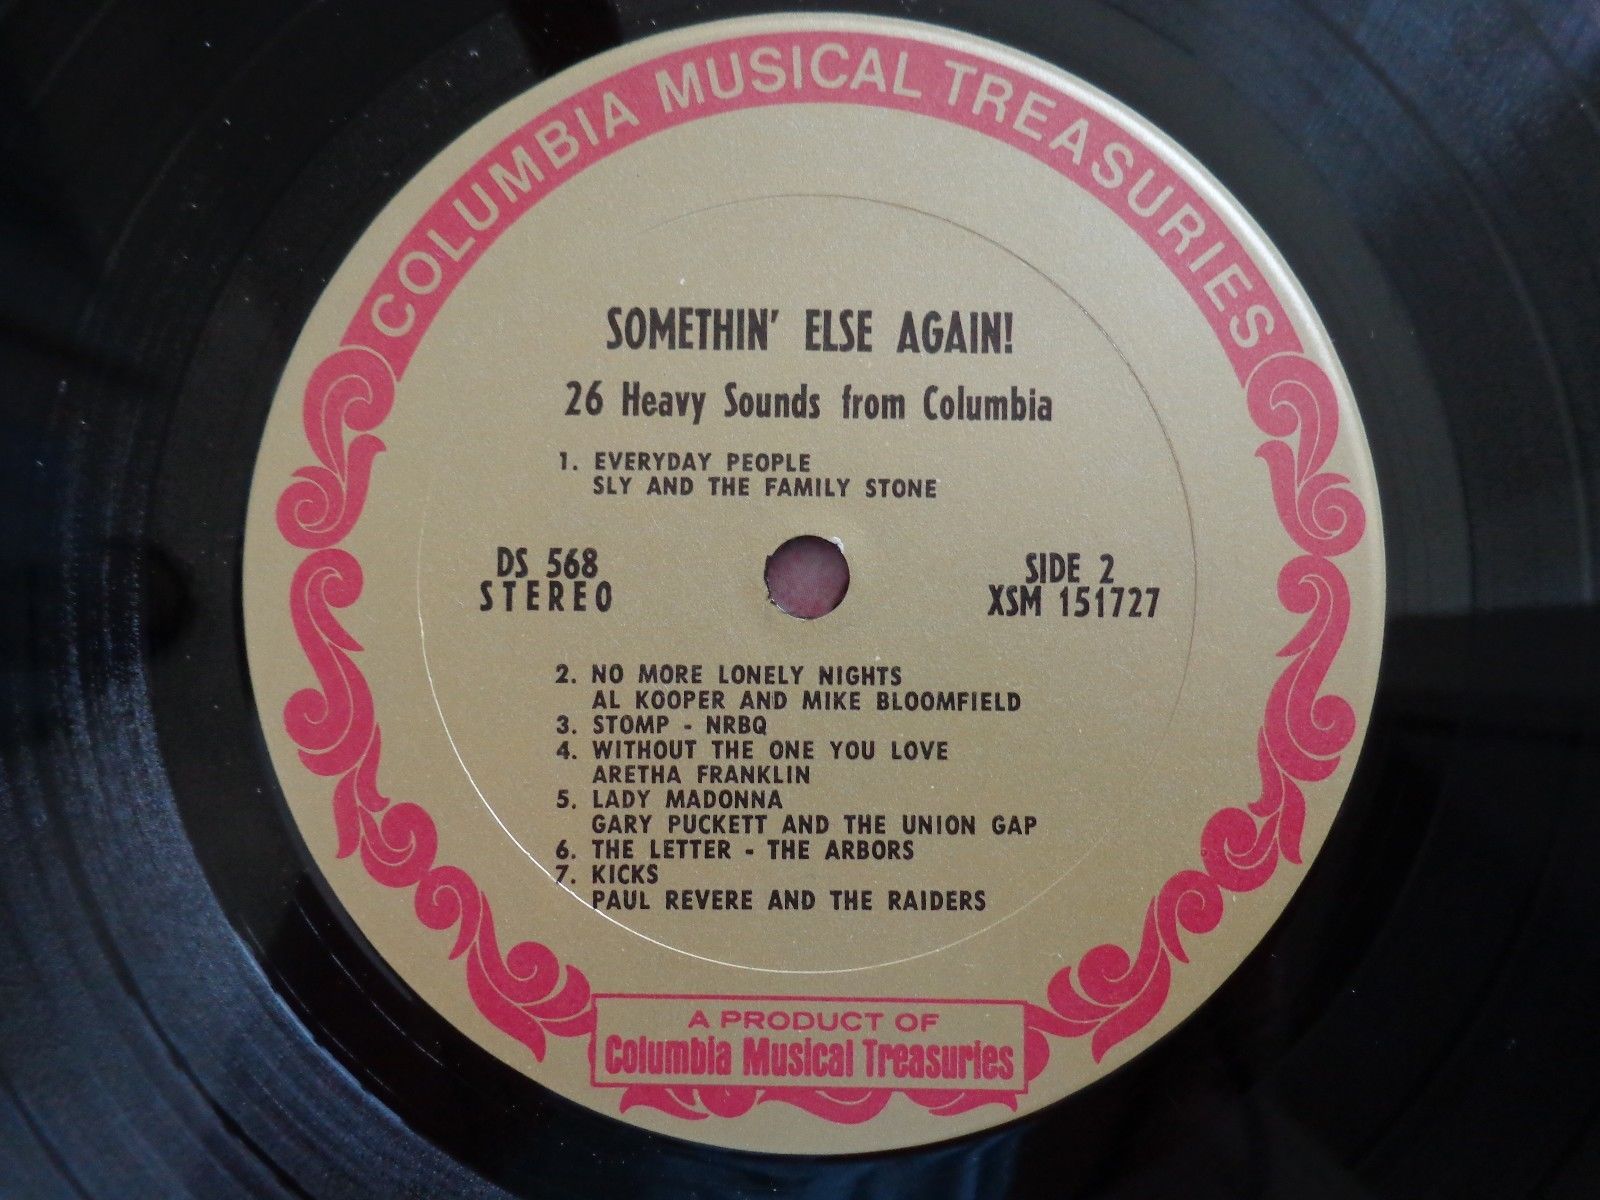 COLUMBIA MUSICAL TREASURIES
SOMETHIN' ELSE AGAIN!
26 Heavy Sounds from Columbia
1. EVERYDAY PEOPLE
SLY AND THE FAMILY STONE
DS 568
STEREO
SIDE 2
XSM 151727
2. NO MORE LONELY NIGHTS
AL KOOPER AND MIKE BLOOMFIELD
3. STOMP - NRBQ
4. WITHOUT THE ONE YOU LOVE
ARETHA FRANKLIN
5. LADY MADONNA
GARY PUCKETT AND THE UNION GAP
6. THE LETTER - THE ARBORS
7. KICKS
PAUL REVERE AND THE RAIDERS
A PRODUCT OF
Columbia Musical Treasuries